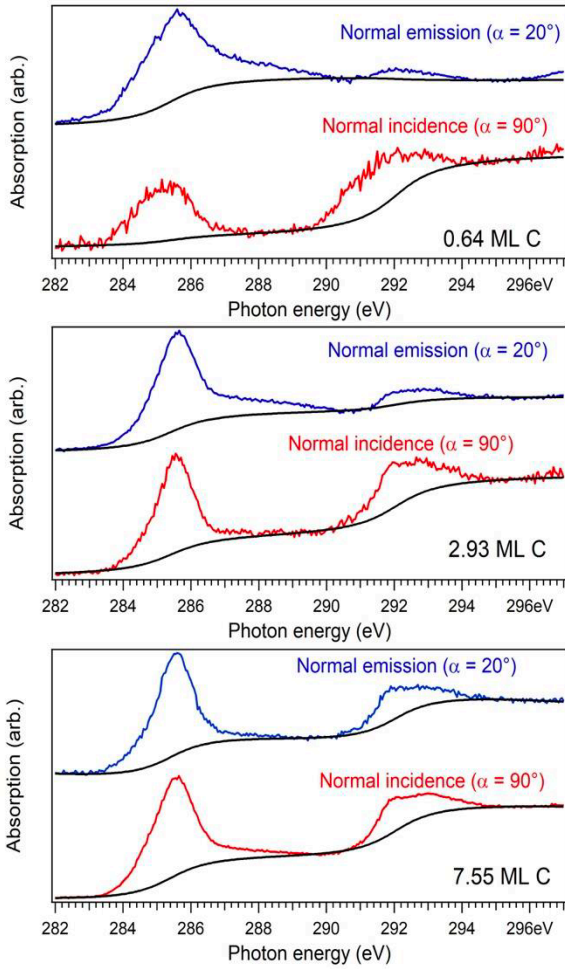 Absorption (arb.)
Normal emission (α = 20°)
Normal incidence (α = 90°)
0.64 ML C
282 284 286 288 290 292 294 296eV
Photon energy (eV)
Absorption (arb.)
Normal emission (α = 20°)
Normal incidence (α = 90°)
2.93 ML C
282 284 286 288 290 292 294 296eV
Photon energy (eV)
Absorption (arb.)
Normal emission (α = 20°)
Normal incidence (α = 90°)
7.55 ML C
282 284 286 288 290 292 294 296eV
Photon energy (eV)